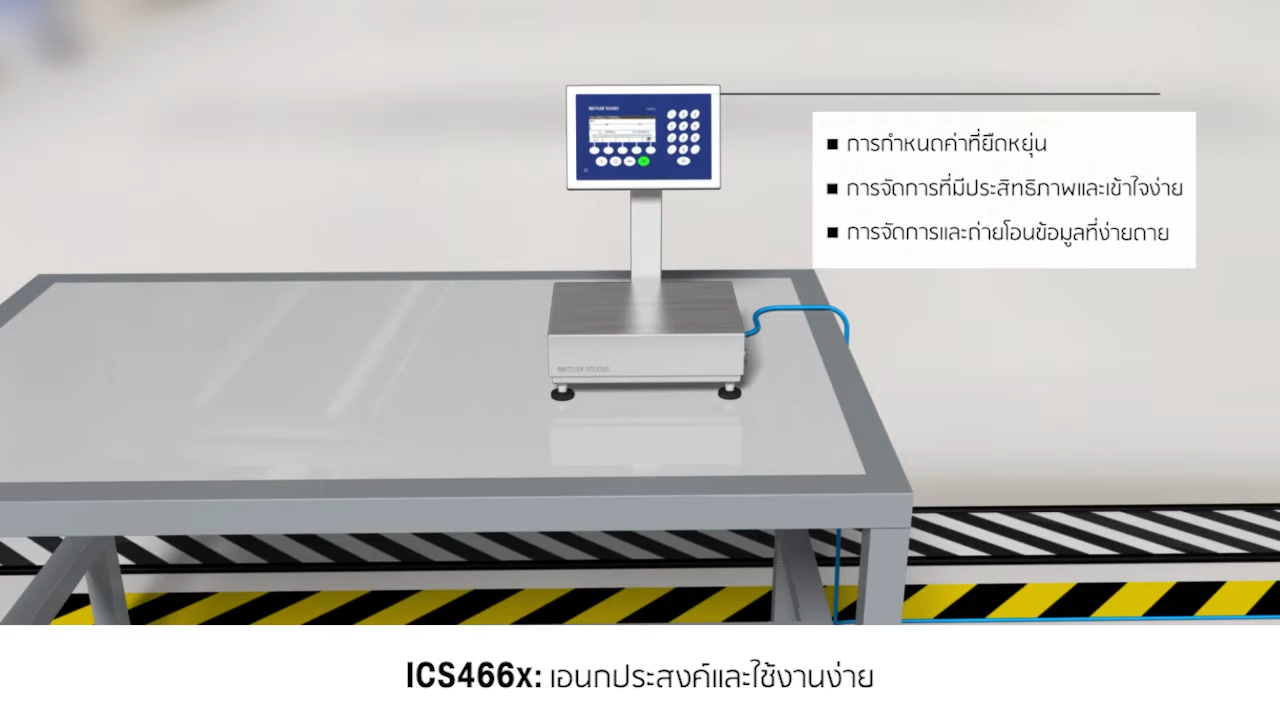 METTLER TOLEDO
■ การกำหนดค่าที่ยืดหยุ่น
■ การจัดการที่มีประสิทธิภาพและเข้าใจง่าย
■ การจัดการและถ่ายโอนข้อมูลที่ง่ายดาย
METTLER TOLEDO
ICS466x: เอนกประสงค์และใช้งานง่าย